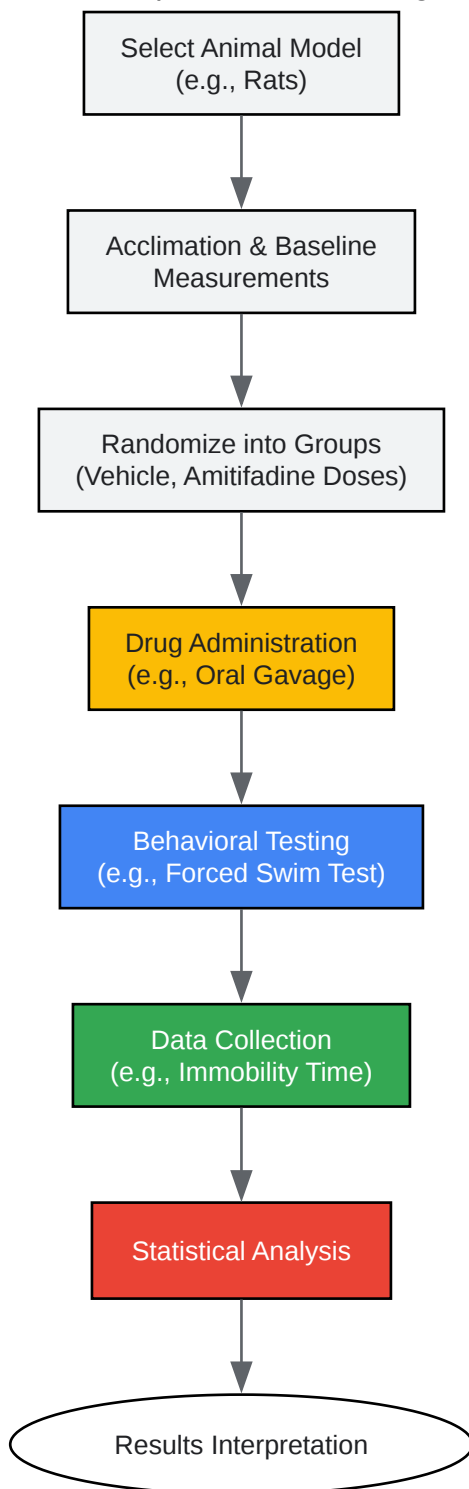 Select Animal Model
(e.g., Rats)
Acclimation & Baseline
Measurements
Randomize into Groups
(Vehicle, Amitifadine Doses)
Drug Administration
(e.g., Oral Gavage)
Behavioral Testing
(e.g., Forced Swim Test)
Data Collection
(e.g., Immobility Time)
Statistical Analysis
Results Interpretation